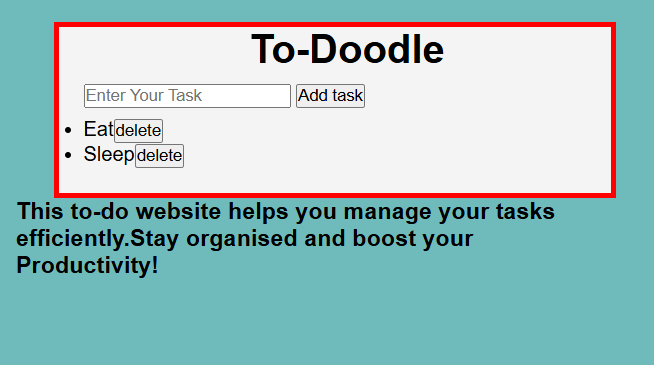 To-Doodle
Enter Your Task Add task
Eatdelete
Sleepdelete
This to-do website helps you manage your tasks
efficiently.Stay organised and boost your
Productivity!